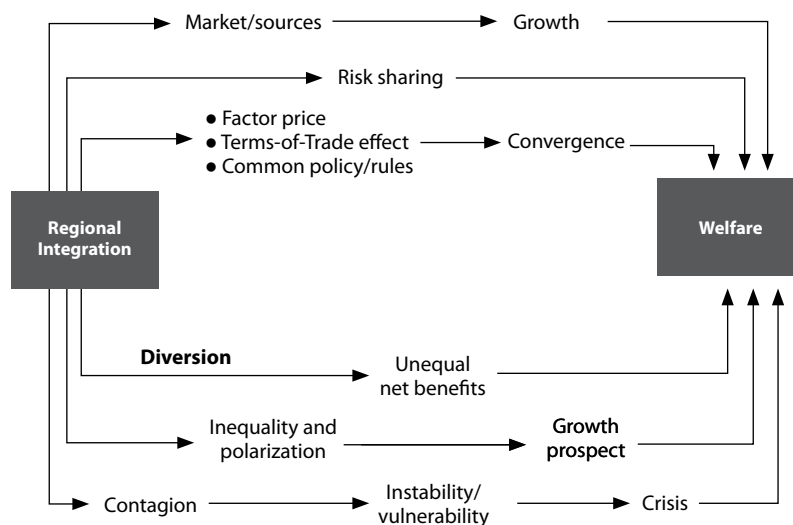 Market/sources
Growth
Risk sharing
● Factor price
● Terms-of-Trade effect
● Common policy/rules
Convergence
Regional
Integration
Welfare
Diversion
Unequal
net benefits
Inequality and
polarization
Growth
prospect
Contagion
Instability/
vulnerability
Crisis